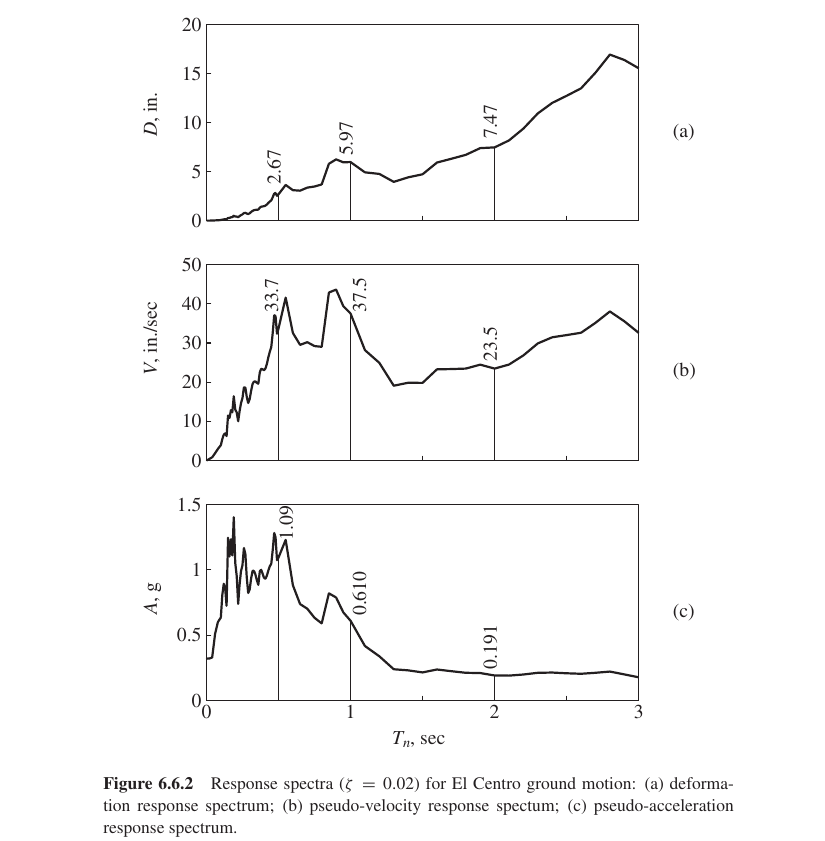 20
15
10
5
0
D, in.
2.67
5.97
7.47
(a)
50
40
30
20
10
0
V, in./sec
33.7
37.5
23.5
(b)
1.5
1
0.5
0
A, g
1.09
0.610
0.191
(c)
0 1 2 3
Tn, sec
Figure 6.6.2 Response spectra (ζ = 0.02) for El Centro ground motion: (a) deforma-
tion response spectrum; (b) pseudo-velocity response spectum; (c) pseudo-acceleration
response spectrum.